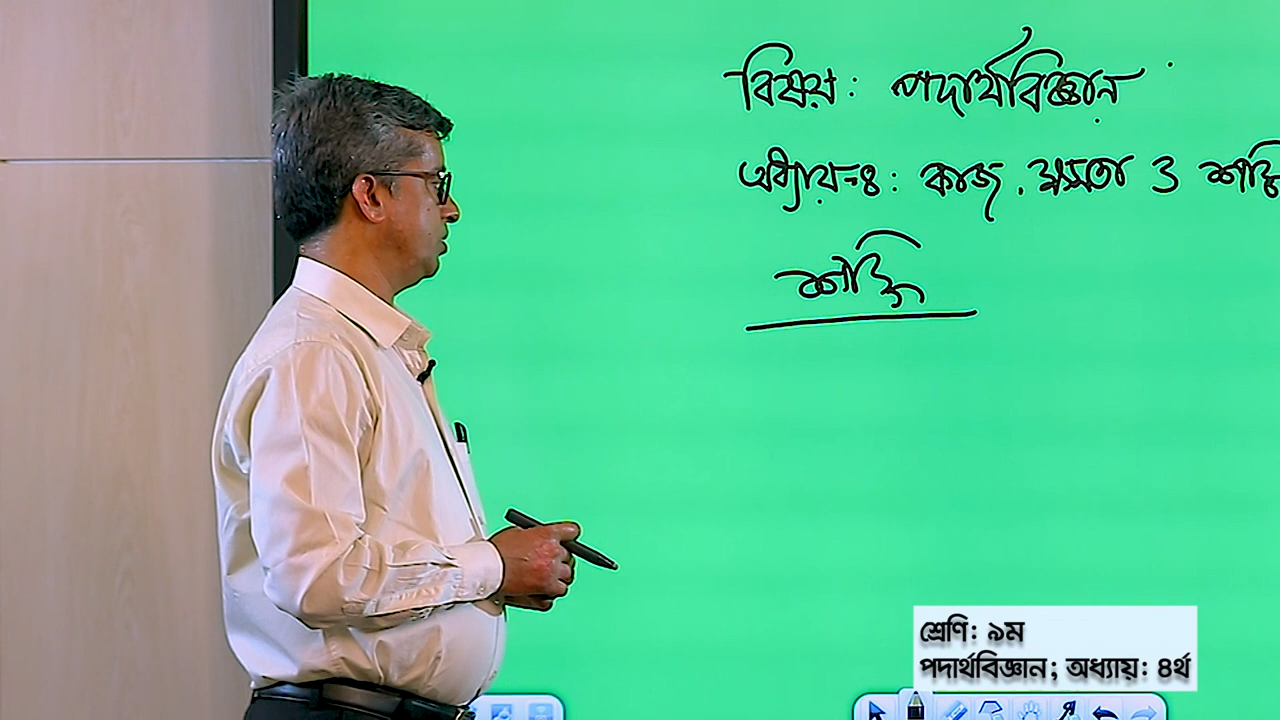 বিষয়: পদার্থবিজ্ঞান
অধ্যায়-৪: কাজ, ক্ষমতা ও শক্তি
শক্তি
শ্রেণি: ৯ম
পদার্থবিজ্ঞান; অধ্যায়: ৪র্থ